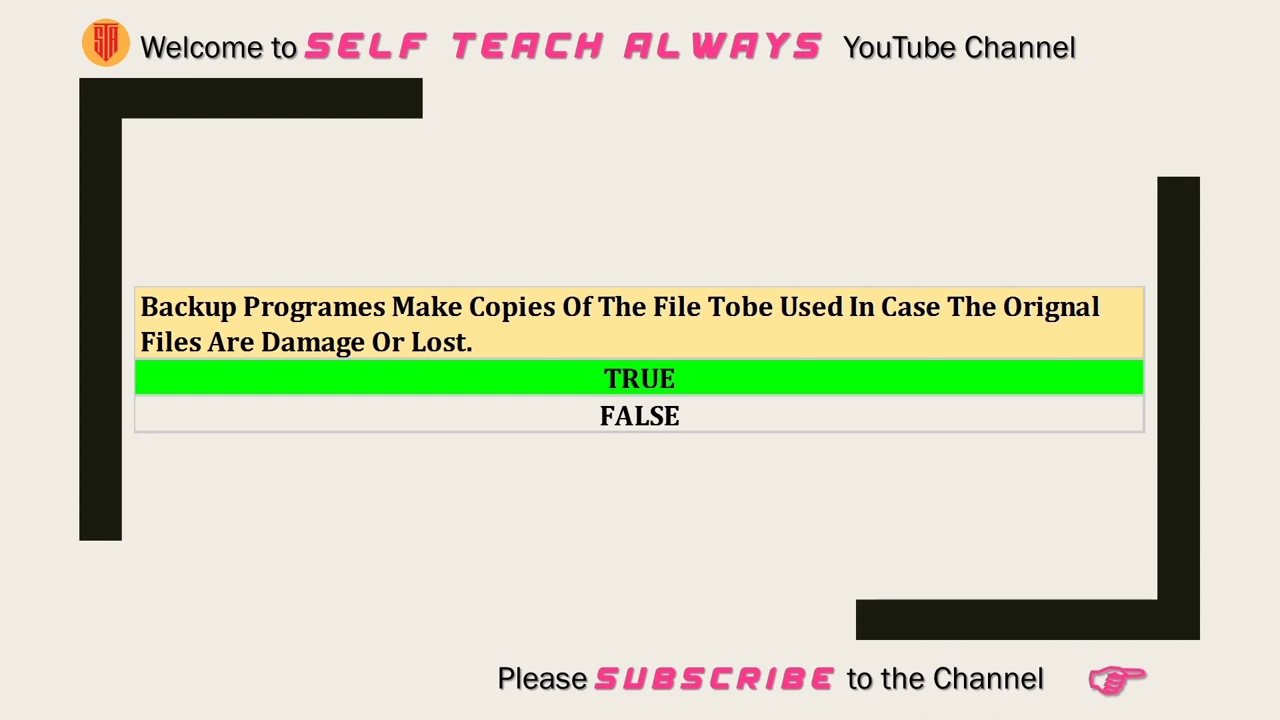 Welcome to SELF TEACH ALWAYS YouTube Channel
Backup Programes Make Copies Of The File Tobe Used In Case The Orignal
Files Are Damage Or Lost.
TRUE
FALSE
Please SUBSCRIBE to the Channel